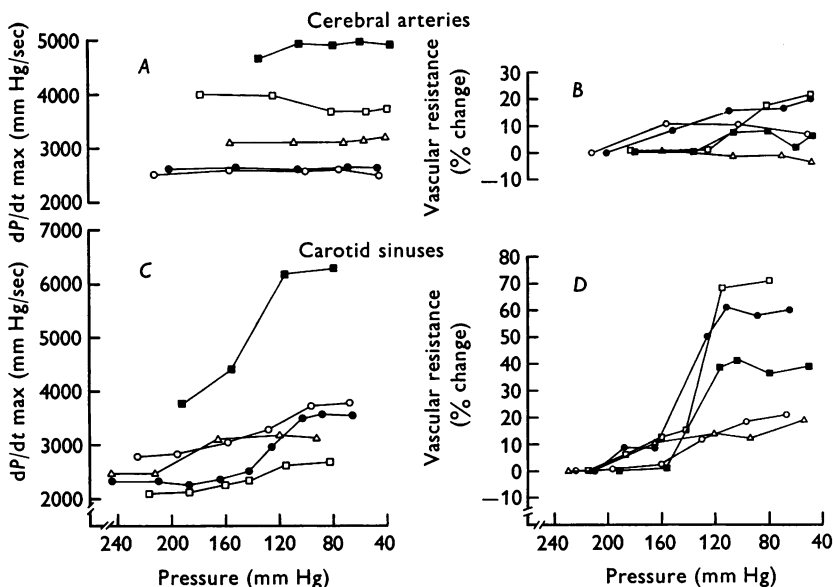 Cerebral arteries
A
5000
4000
3000
2000
dP/dt max (mm Hg/sec)
B
30
20
10
0
−10
Vascular resistance
(% change)
Carotid sinuses
C
6000
4000
3000
2000
dP/dt max (mm Hg/sec)
240 200 160 120 80 40
Pressure (mm Hg)
D
80
70
60
50
40
30
20
10
0
−10
Vascular resistance
(% change)
240 200 160 120 80 40
Pressure (mm Hg)